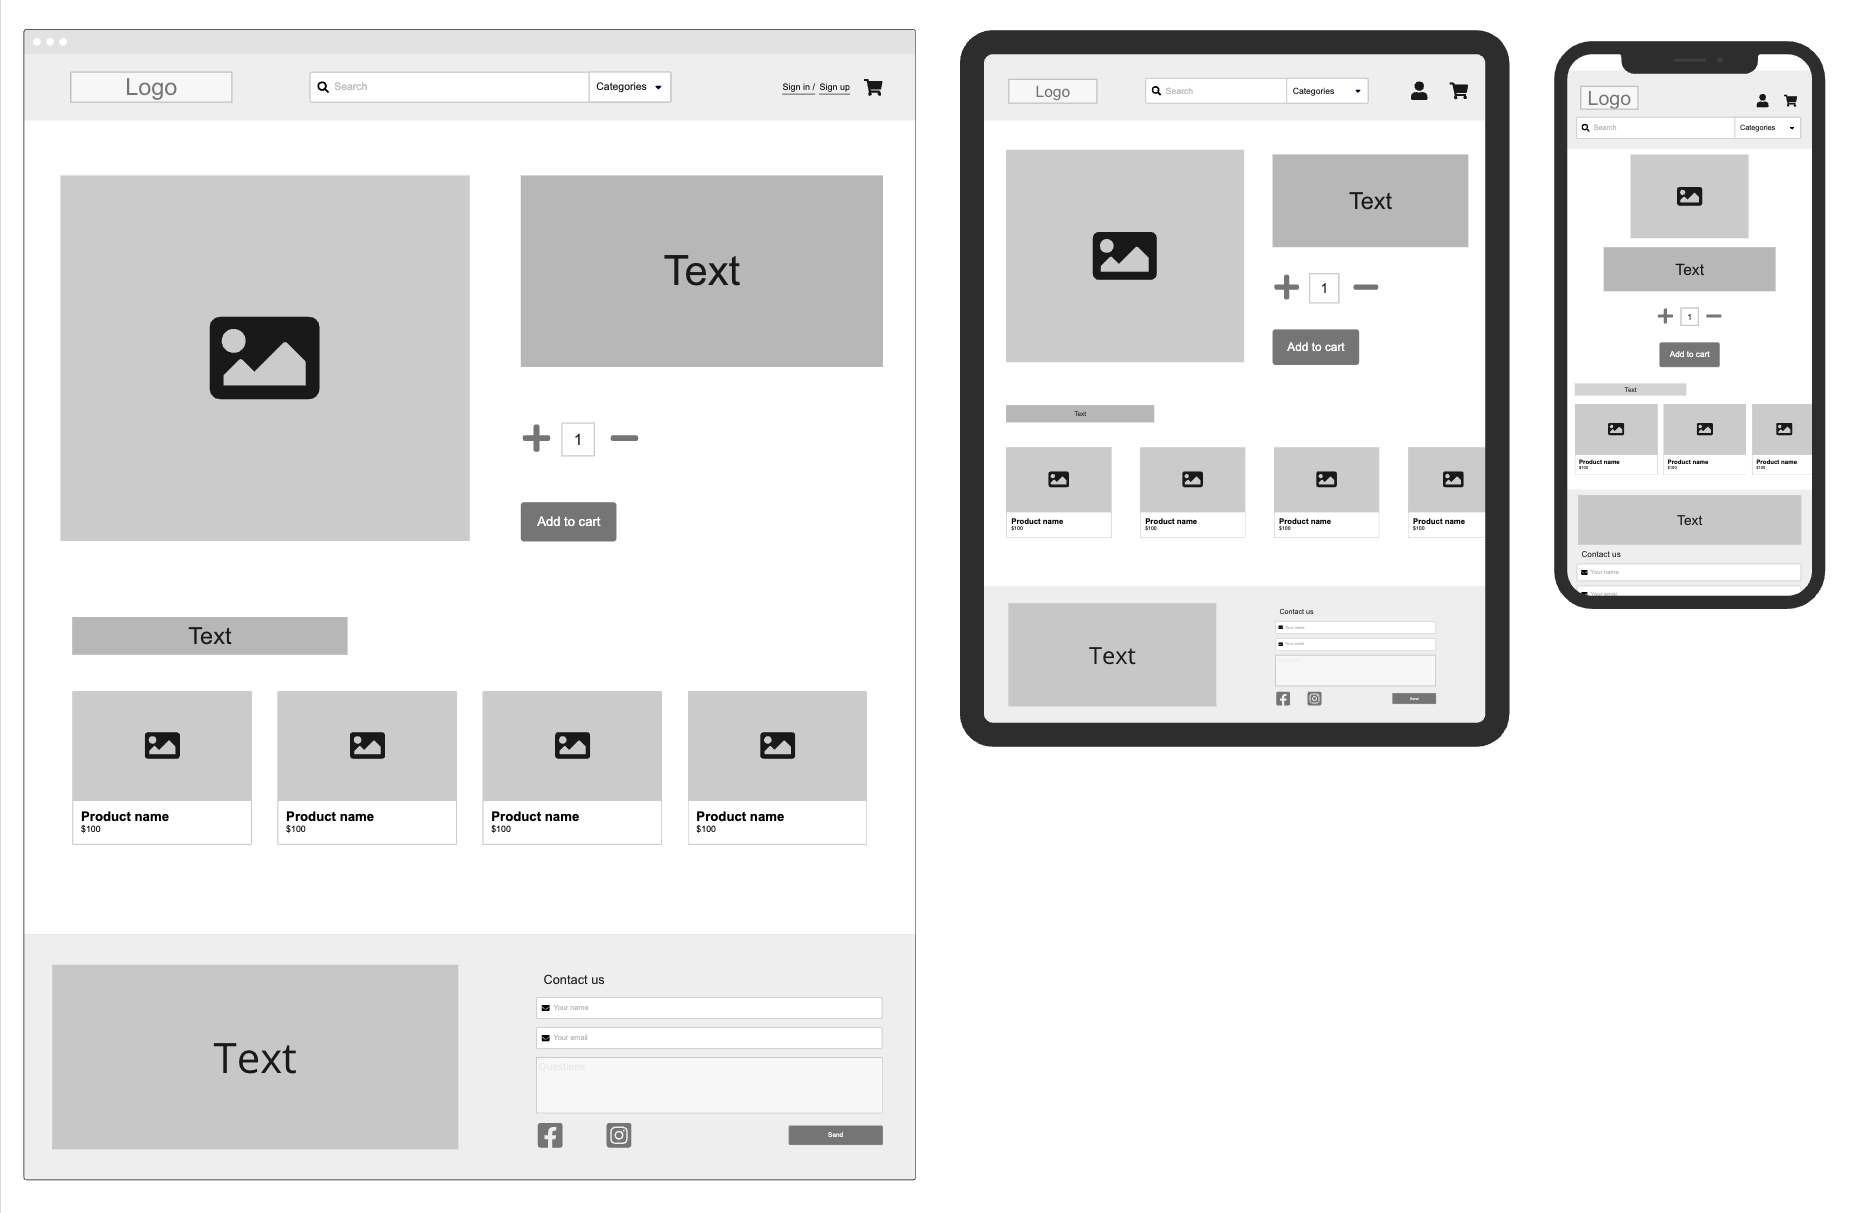 Logo
Search
Categories
Sign in / Sign up
Text
1
Add to cart
Text
Product name
$100
Product name
$100
Product name
$100
Product name
$100
Text
Contact us
Your name
Your email
Questions
Send
Logo
Search
Categories
Text
1
Add to cart
Text
Product name
$100
Product name
$100
Product name
$100
Product name
$100
Text
Contact us
Your name
Your email
Send
Logo
Search
Categories
Text
1
Add to cart
Text
Product name
$100
Product name
$100
Product name
$100
Text
Contact us
Your name